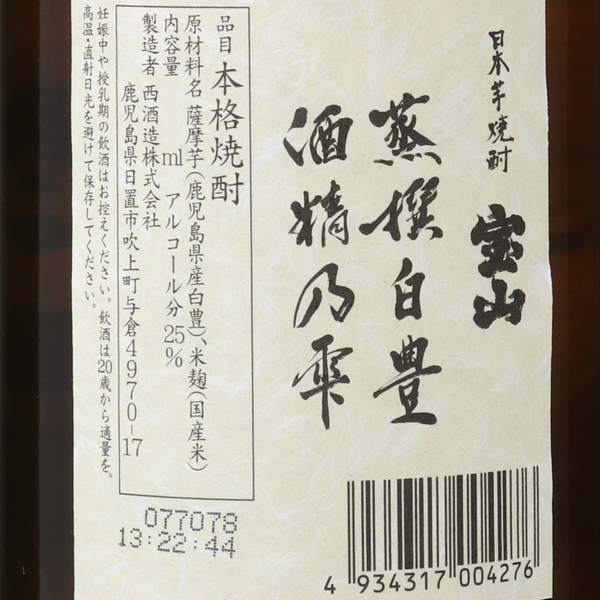 日本芋焼酎
宝山
蒸撰白豊
酒精乃雫
品目 本格焼酎
原材料名 薩摩芋(鹿児島県産白豊)、米麹(国産米)
内容量 ml アルコール分 25%
製造者 西酒造株式会社
鹿児島県日置市吹上町与倉4970-17
妊娠中や授乳期の飲酒はお控えください。飲酒は20歳から適量を。
高温・直射日光を避けて保存してください。
077078
13:22:44
4 934317 004276